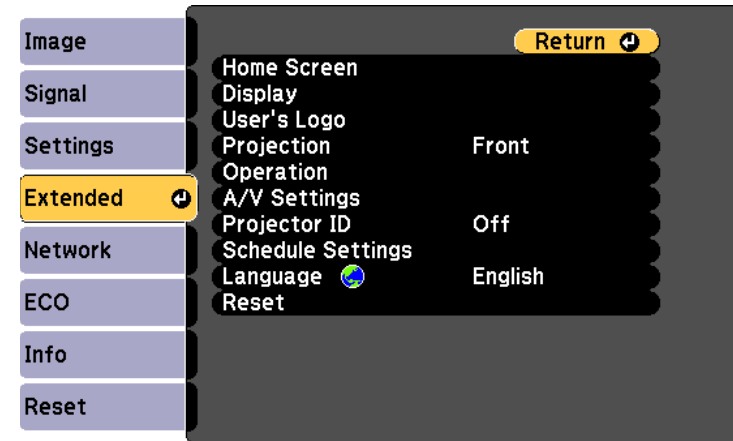 Image
Signal
Settings
Extended
Network
ECO
Info
Reset
Return
Home Screen
Display
User's Logo
Projection Front
Operation
A/V Settings
Projector ID Off
Schedule Settings
Language English
Reset